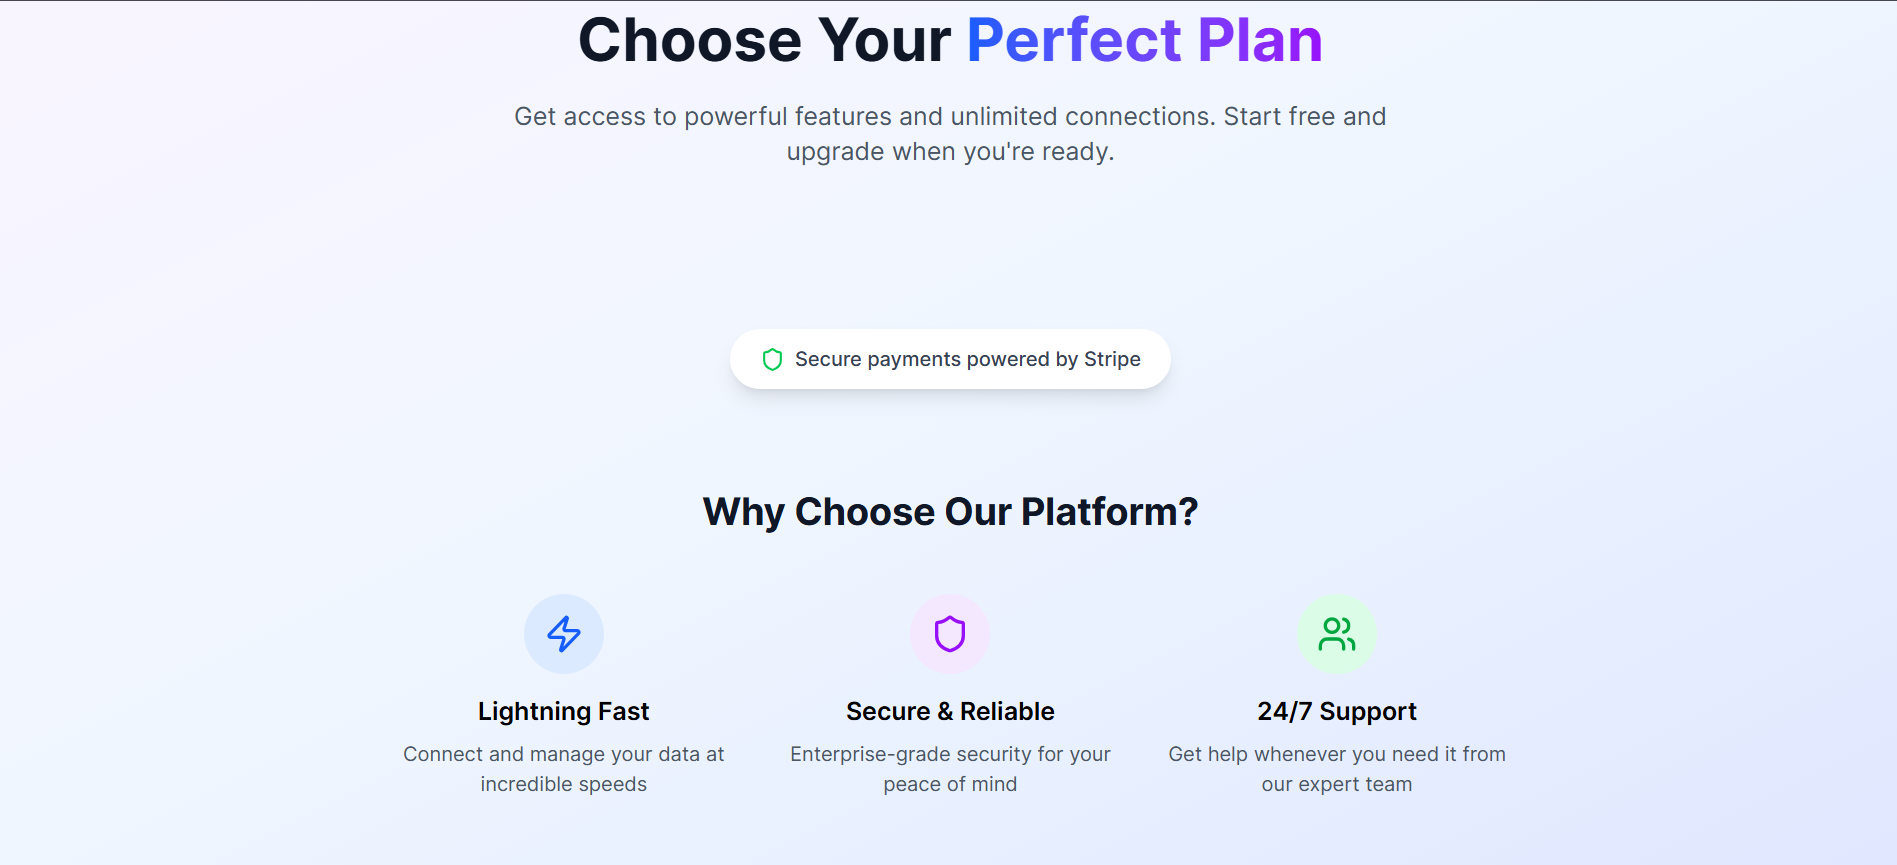 Choose Your Perfect Plan
Get access to powerful features and unlimited connections. Start free and
upgrade when you're ready.
Secure payments powered by Stripe
Why Choose Our Platform?
Lightning Fast
Connect and manage your data at
incredible speeds
Secure & Reliable
Enterprise-grade security for your
peace of mind
24/7 Support
Get help whenever you need it from
our expert team